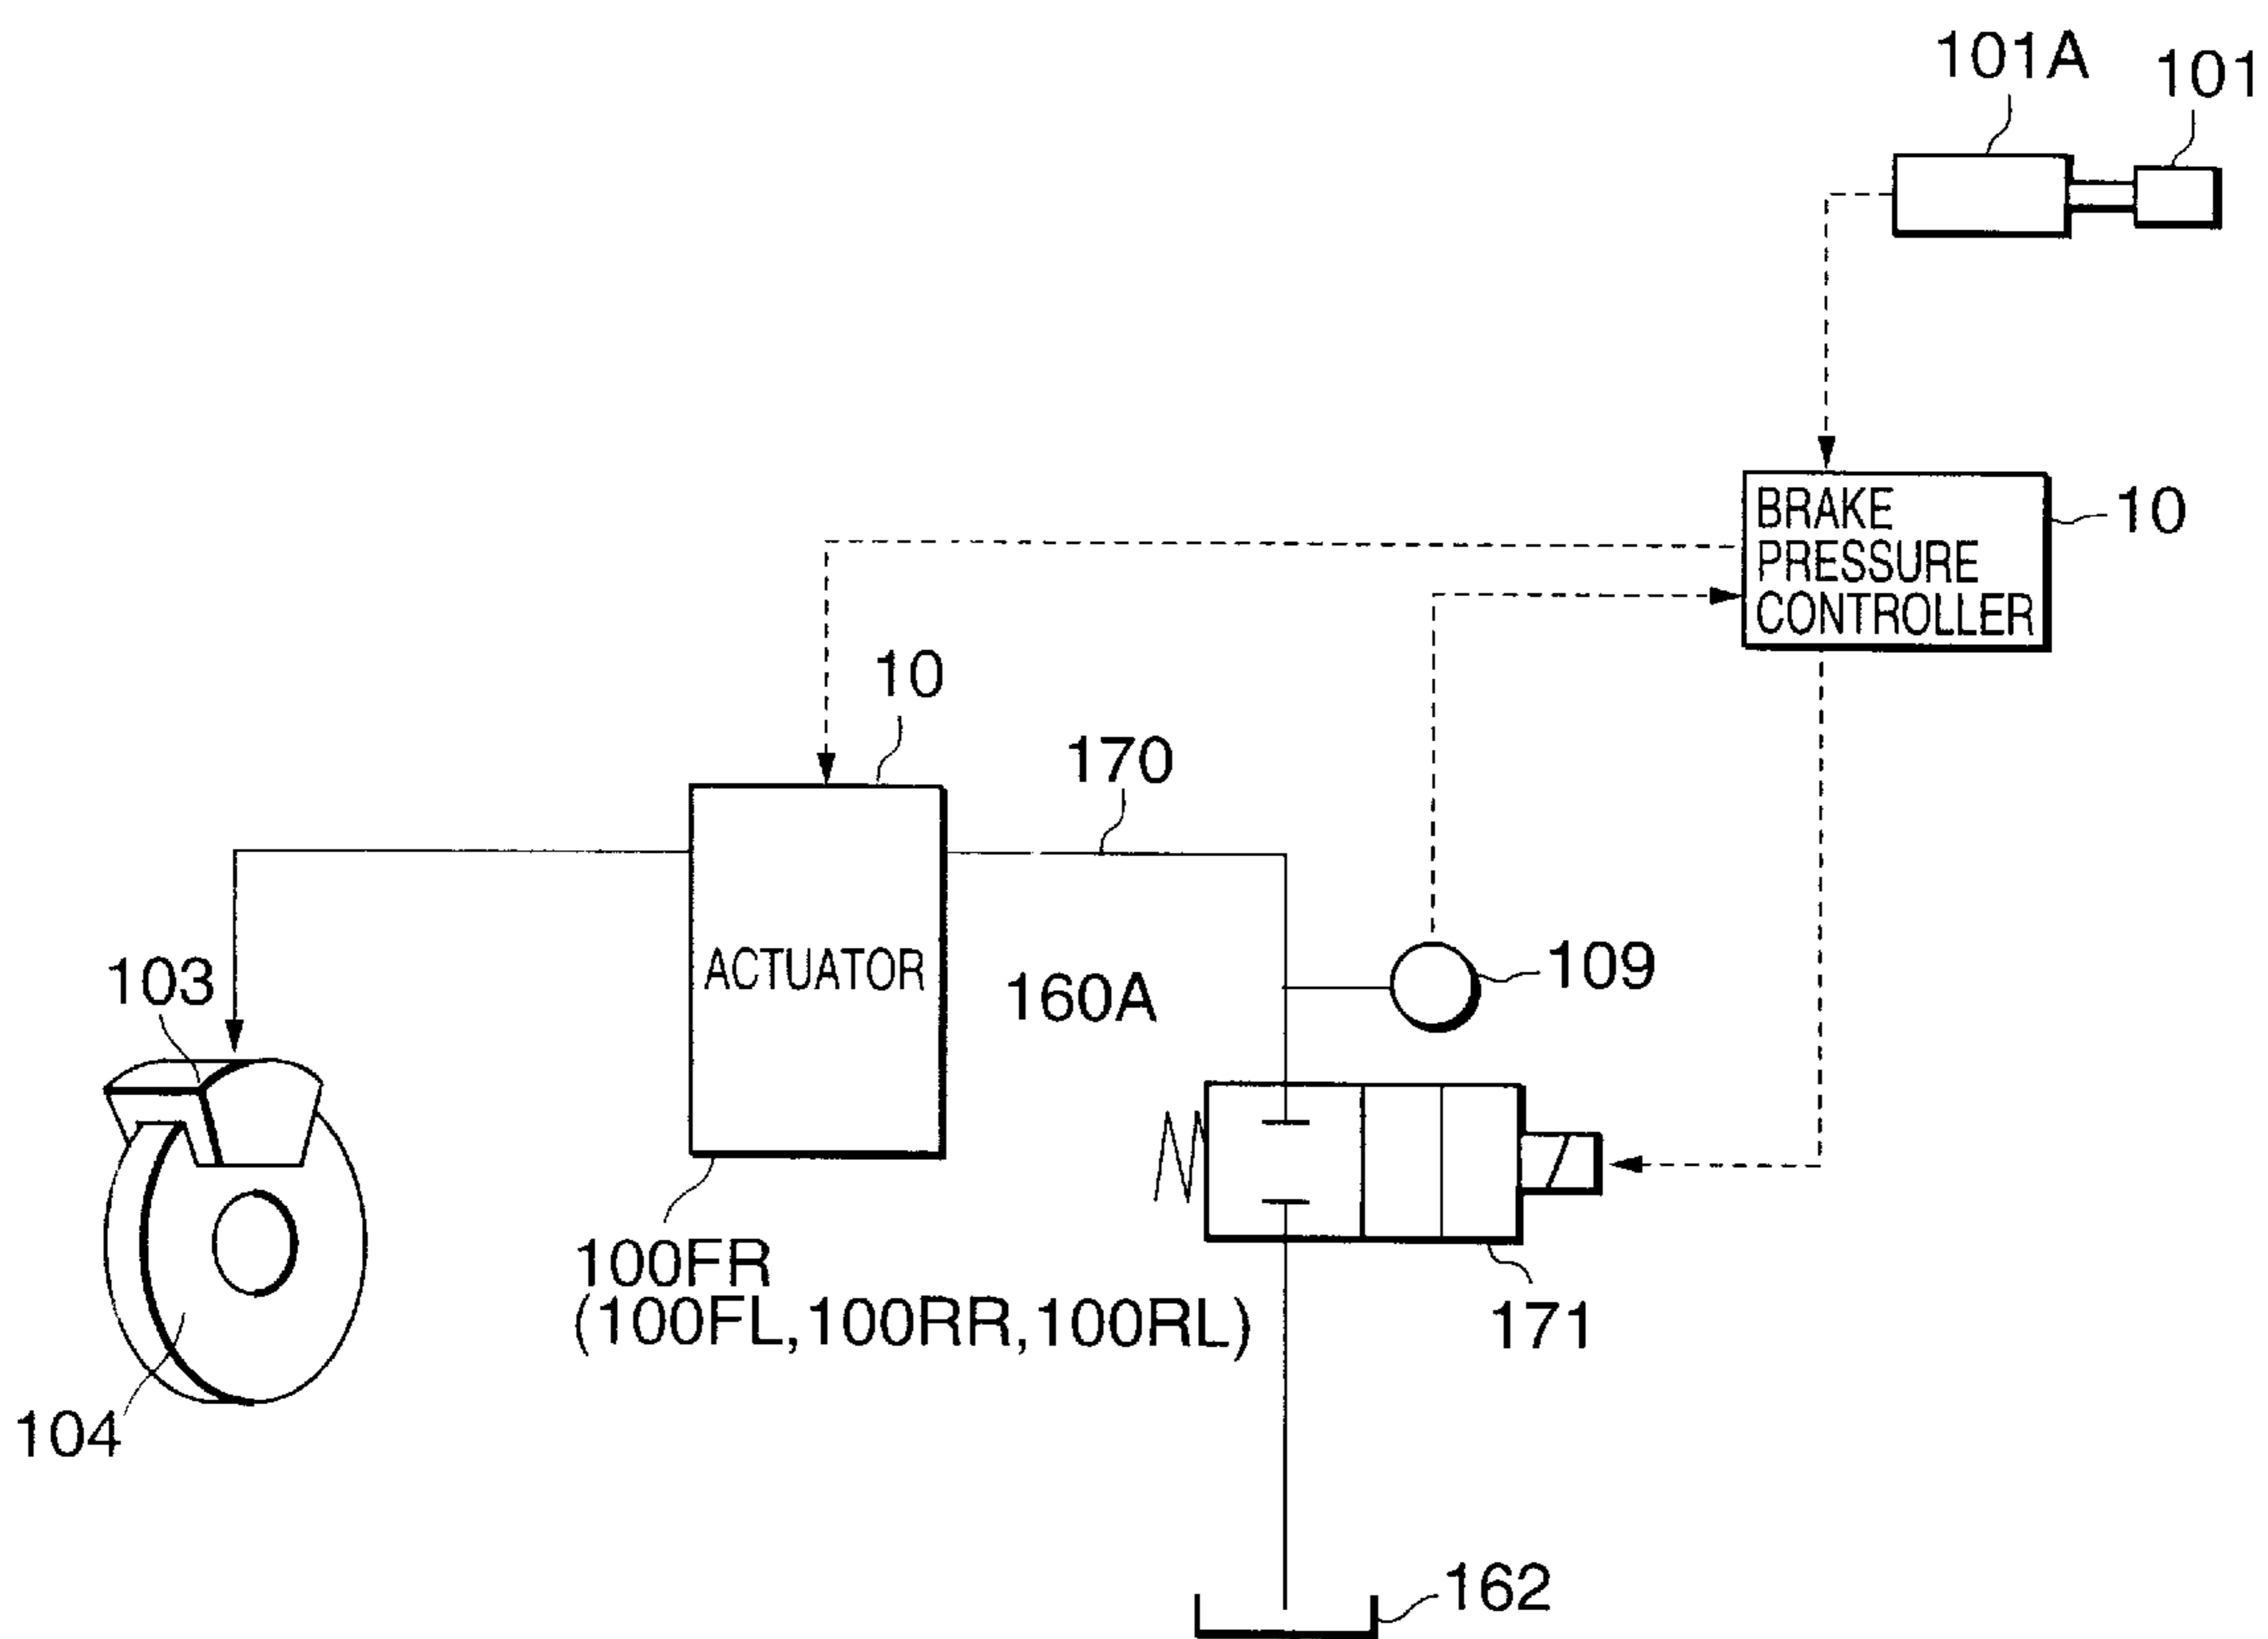 101A
101
BRAKE
PRESSURE
CONTROLLER
10
10
170
ACTUATOR
103
160A
109
100FR
(100FL,100RR,100RL)
171
104
162